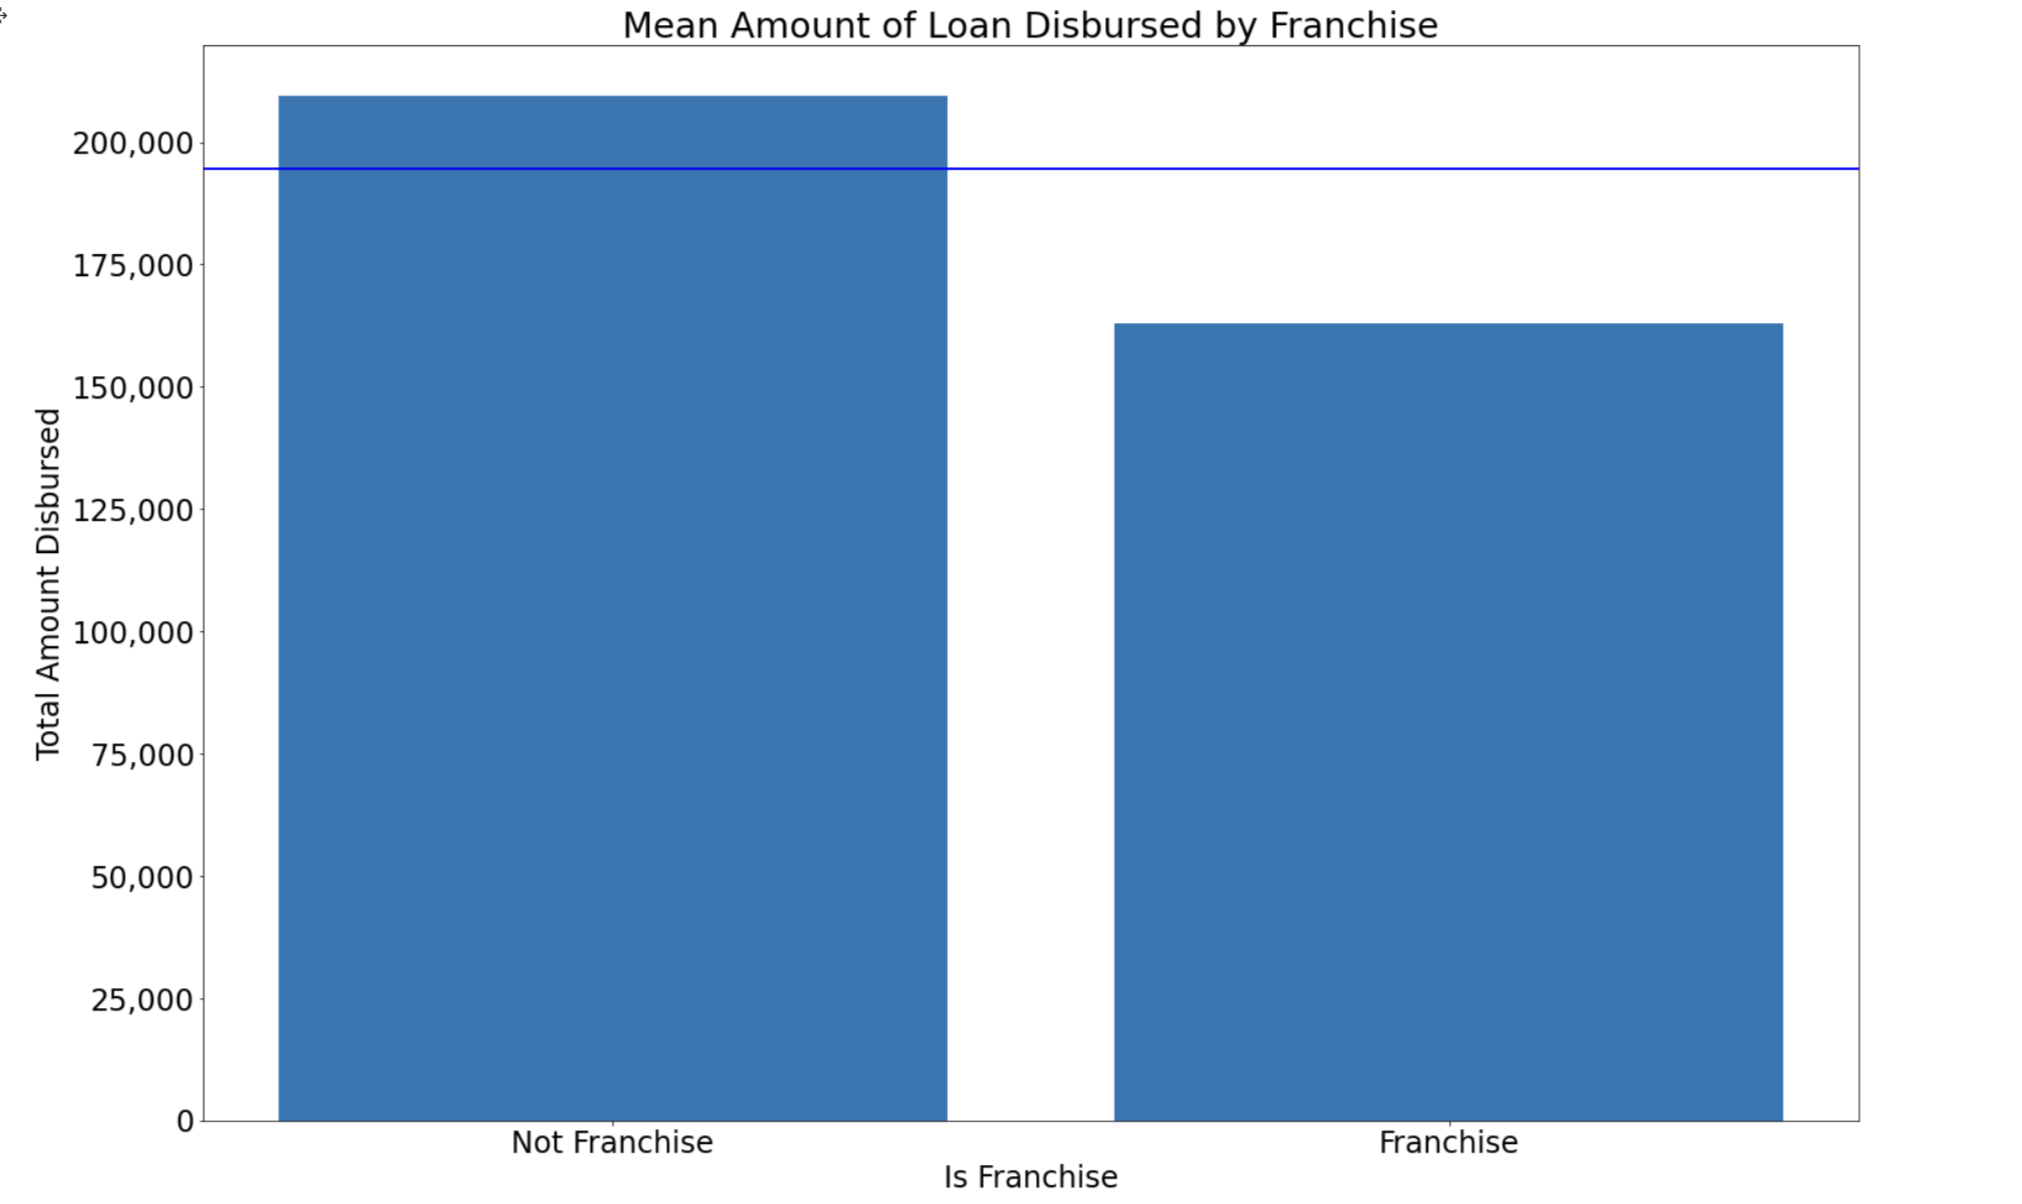 Mean Amount of Loan Disbursed by Franchise
Total Amount Disbursed
200,000
175,000
150,000
125,000
100,000
75,000
50,000
25,000
0
Not Franchise
Franchise
Is Franchise